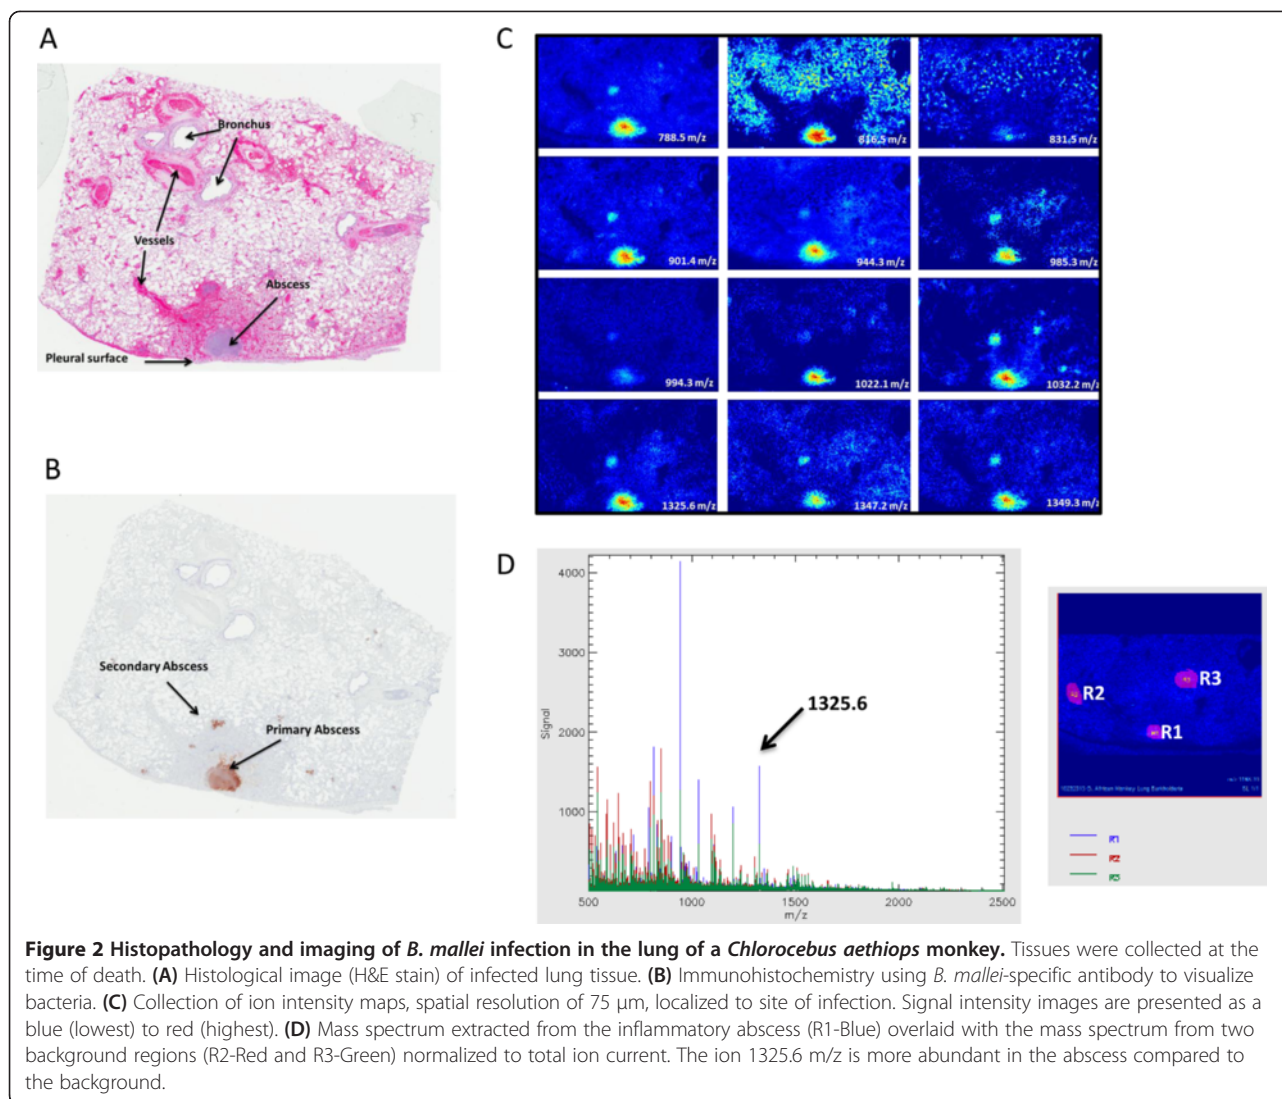 A
Bronchus
Vessels
Abscess
Pleural surface
B
Secondary Abscess
Primary Abscess
C
788.5 m/z
816.5 m/z
831.5 m/z
901.4 m/z
944.3 m/z
985.3 m/z
994.3 m/z
1022.1 m/z
1032.2 m/z
1325.6 m/z
1347.2 m/z
1349.3 m/z
D
4000
3000
2000
1000
Signal
500
1000
1500
2000
2500
m/z
1325.6
R2
R3
R1
R1
R2
R3
Figure 2 Histopathology and imaging of B. mallei infection in the lung of a Chlorocebus aethiops monkey. Tissues were collected at the
time of death. (A) Histological image (H&E stain) of infected lung tissue. (B) Immunohistochemistry using B. mallei-specific antibody to visualize
bacteria. (C) Collection of ion intensity maps, spatial resolution of 75 μm, localized to site of infection. Signal intensity images are presented as a
blue (lowest) to red (highest). (D) Mass spectrum extracted from the inflammatory abscess (R1-Blue) overlaid with the mass spectrum from two
background regions (R2-Red and R3-Green) normalized to total ion current. The ion 1325.6 m/z is more abundant in the abscess compared to
the background.